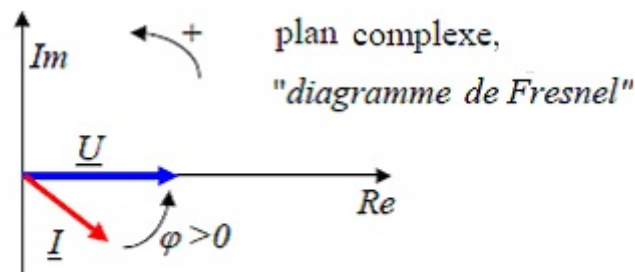 Im
+
plan complexe,
"diagramme de Fresnel"
U
Re
I
φ >0